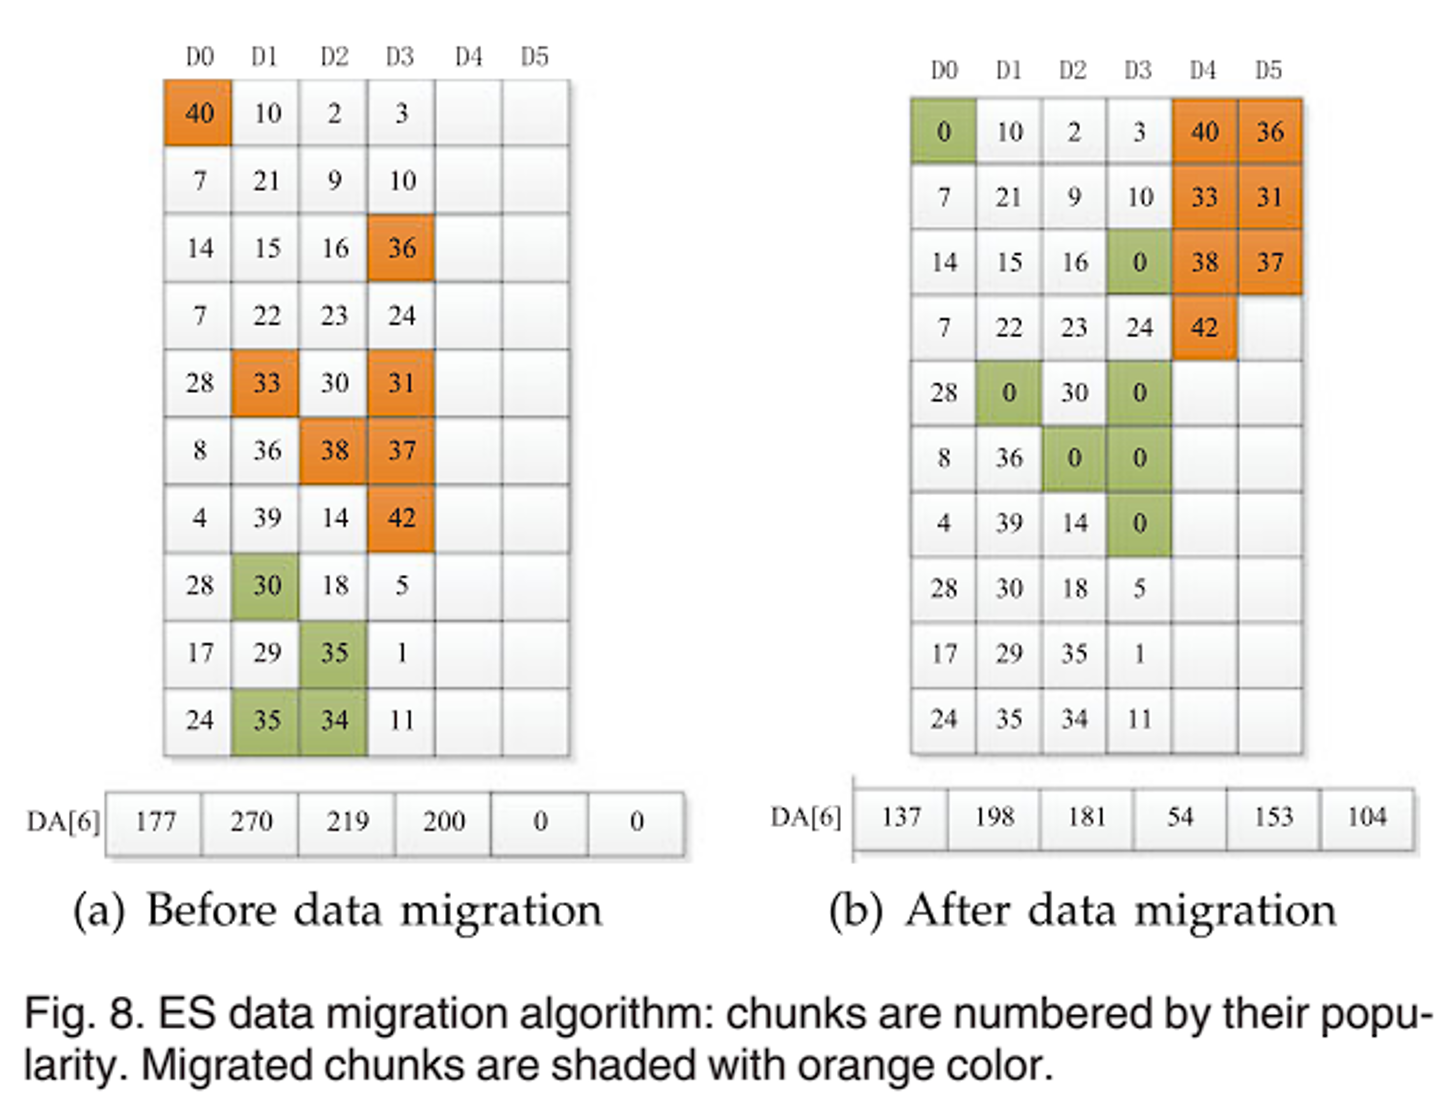 D0 D1 D2 D3 D4 D5
40 10 2 3
7 21 9 10
14 15 16 36
7 22 23 24
28 33 30 31
8 36 38 37
4 39 14 42
28 30 18 5
17 29 35 1
24 35 34 11
DA[6] 177 270 219 200 0 0
(a) Before data migration
D0 D1 D2 D3 D4 D5
0 10 2 3 40 36
7 21 9 10 33 31
14 15 16 0 38 37
7 22 23 24 42
28 0 30 0
8 36 0 0
4 39 14 0
28 30 18 5
17 29 35 1
24 35 34 11
DA[6] 137 198 181 54 153 104
(b) After data migration
Fig. 8. ES data migration algorithm: chunks are numbered by their popu-
larity. Migrated chunks are shaded with orange color.